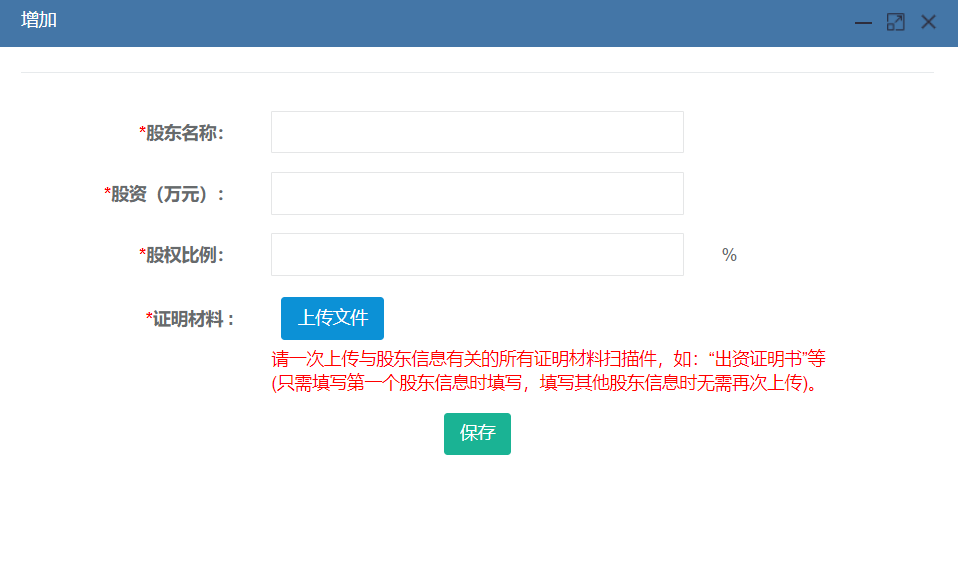 增加
*股东名称:
*股资（万元）:
*股权比例: %
*证明材料： 上传文件
请一次上传与股东信息有关的所有证明材料扫描件，如：“出资证明书”等
(只需填写第一个股东信息时填写，填写其他股东信息时无需再次上传)。
保存